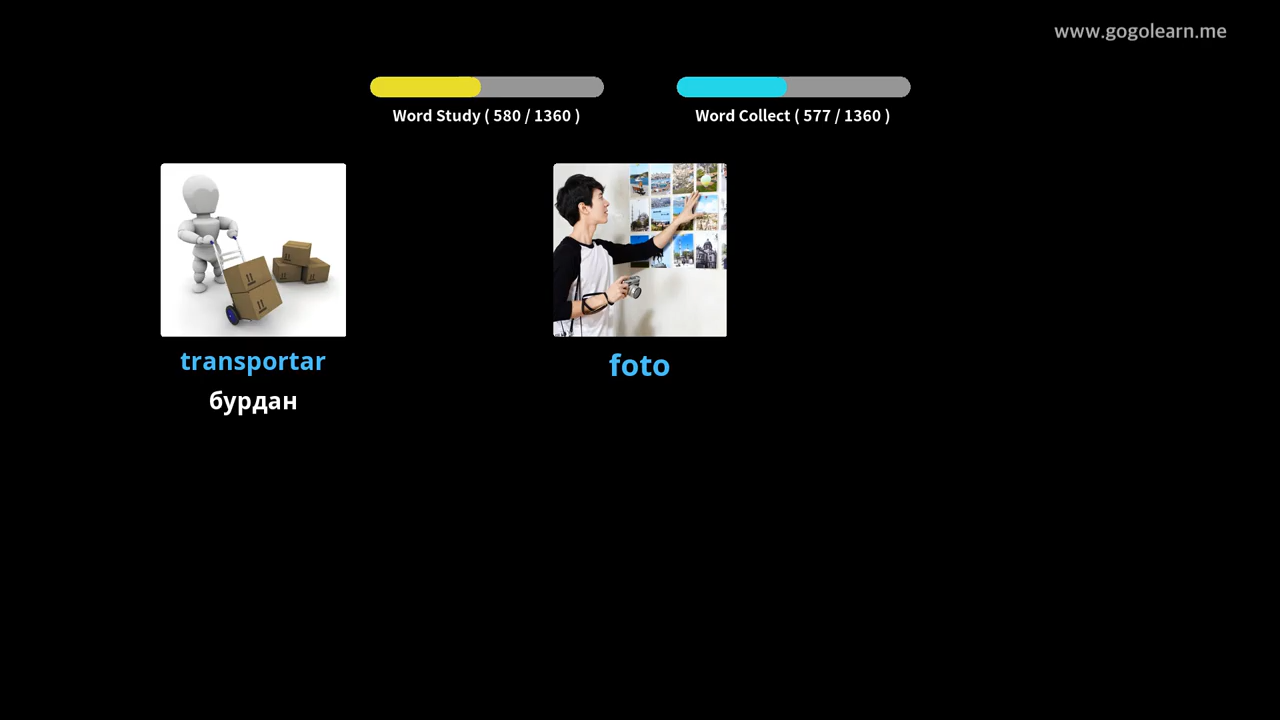 www.gogolearn.me
Word Study ( 580 / 1360 )
Word Collect ( 577 / 1360 )
transportar
бурдан
foto